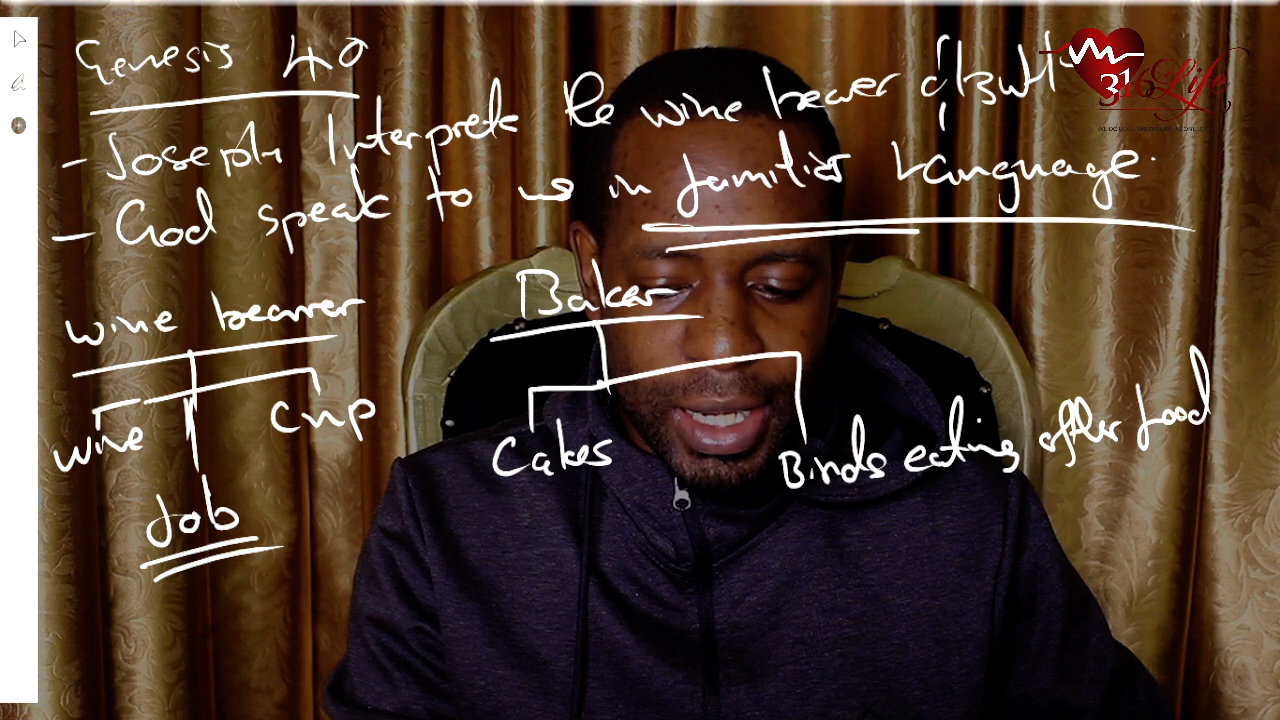 Genesis 40
- Joseph Interprets the wine bearer &
- God speak to us in familiar Language.
wine bearer
Baker
wine
cup
Cakes
Birds eating after food
Job
316 Life